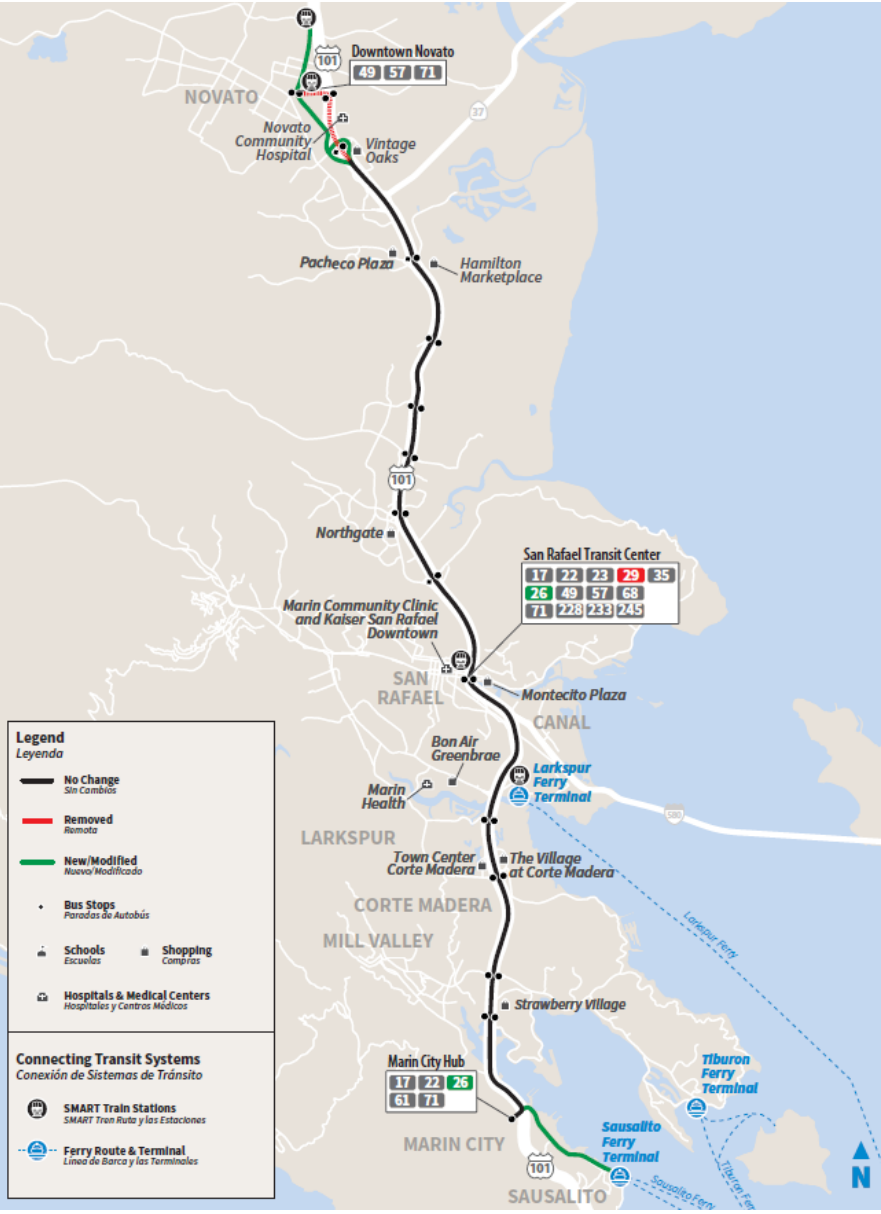 101
Downtown Novato
49 57 71
NOVATO
37
Novato
Community
Hospital
Vintage
Oaks
Pacheco Plaza
Hamilton
Marketplace
101
Northgate
San Rafael Transit Center
17 22 23 29 35
26 49 57 68
71 228 233 245
Marin Community Clinic
and Kaiser San Rafael
Downtown
SAN
RAFAEL
Montecito Plaza
CANAL
Bon Air
Greenbrae
Larkspur
Ferry
Terminal
Marin
Health
580
LARKSPUR
Town Center
Corte Madera
The Village
at Corte Madera
CORTE MADERA
Larkspur Ferry
MILL VALLEY
Strawberry Village
Marin City Hub
17 22 26
61 71
Tiburon
Ferry
Terminal
Sausalito
Ferry
Terminal
MARIN CITY
101
Tiburon Ferry
Sausalito Ferry
SAUSALITO
N
Legend
Leyenda
No Change
Sin Cambios
Removed
Remota
New/Modified
Nuevo/Modificado
Bus Stops
Paradas de Autobús
Schools
Escuelas
Shopping
Compras
Hospitals & Medical Centers
Hospitales y Centros Médicos
Connecting Transit Systems
Conexión de Sistemas de Tránsito
SMART Train Stations
SMART Tren Ruta y las Estaciones
Ferry Route & Terminal
Línea de Barca y las Terminales